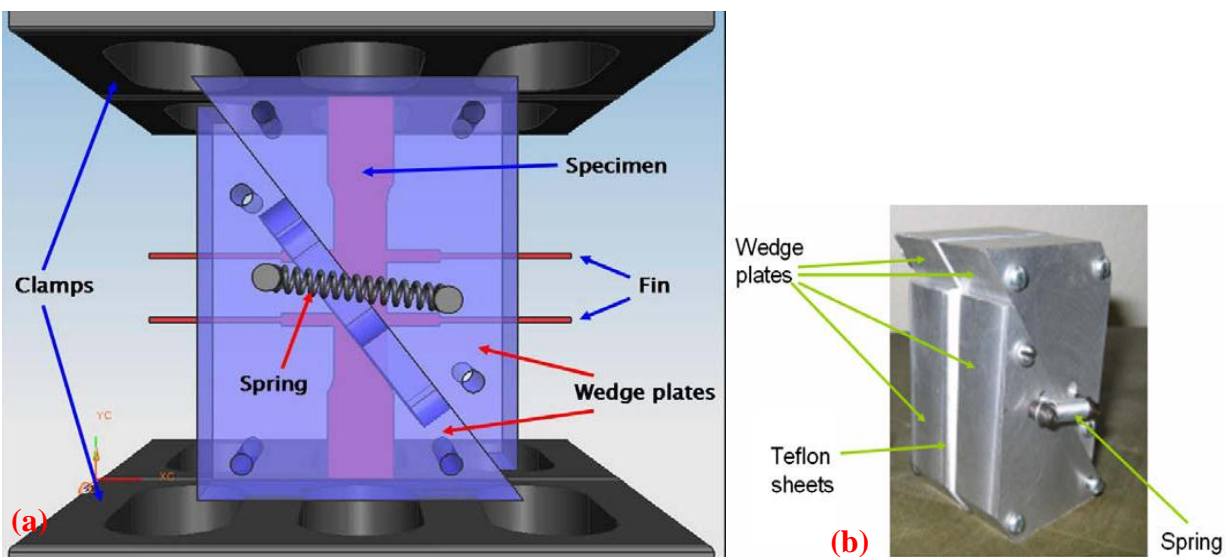 Specimen
Clamps
Fin
Spring
Wedge plates
YC
XC
(a)
Wedge
plates
Teflon
sheets
Spring
(b)